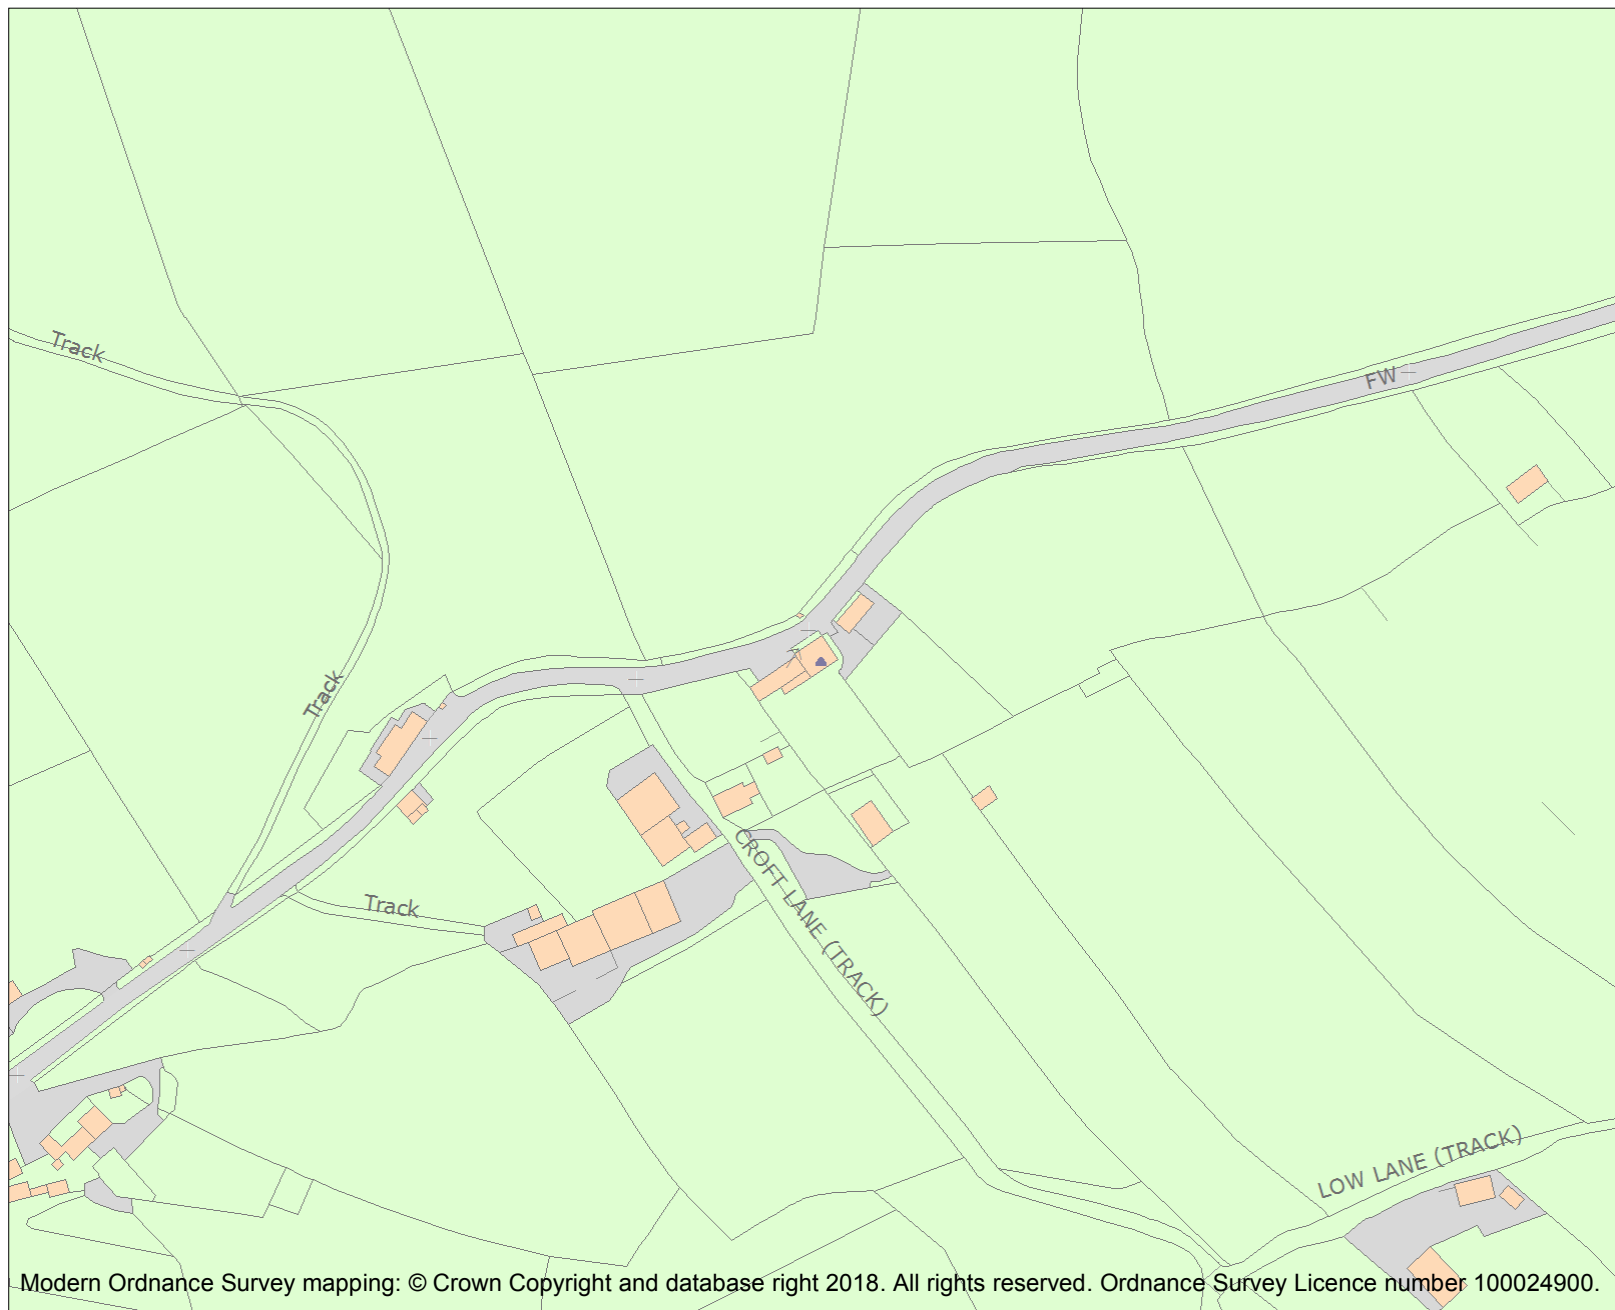 Track
FW
Track
Track
CROFT LANE (TRACK)
LOW LANE (TRACK)
Modern Ordnance Survey mapping: © Crown Copyright and database right 2018. All rights reserved. Ordnance Survey Licence number 100024900.